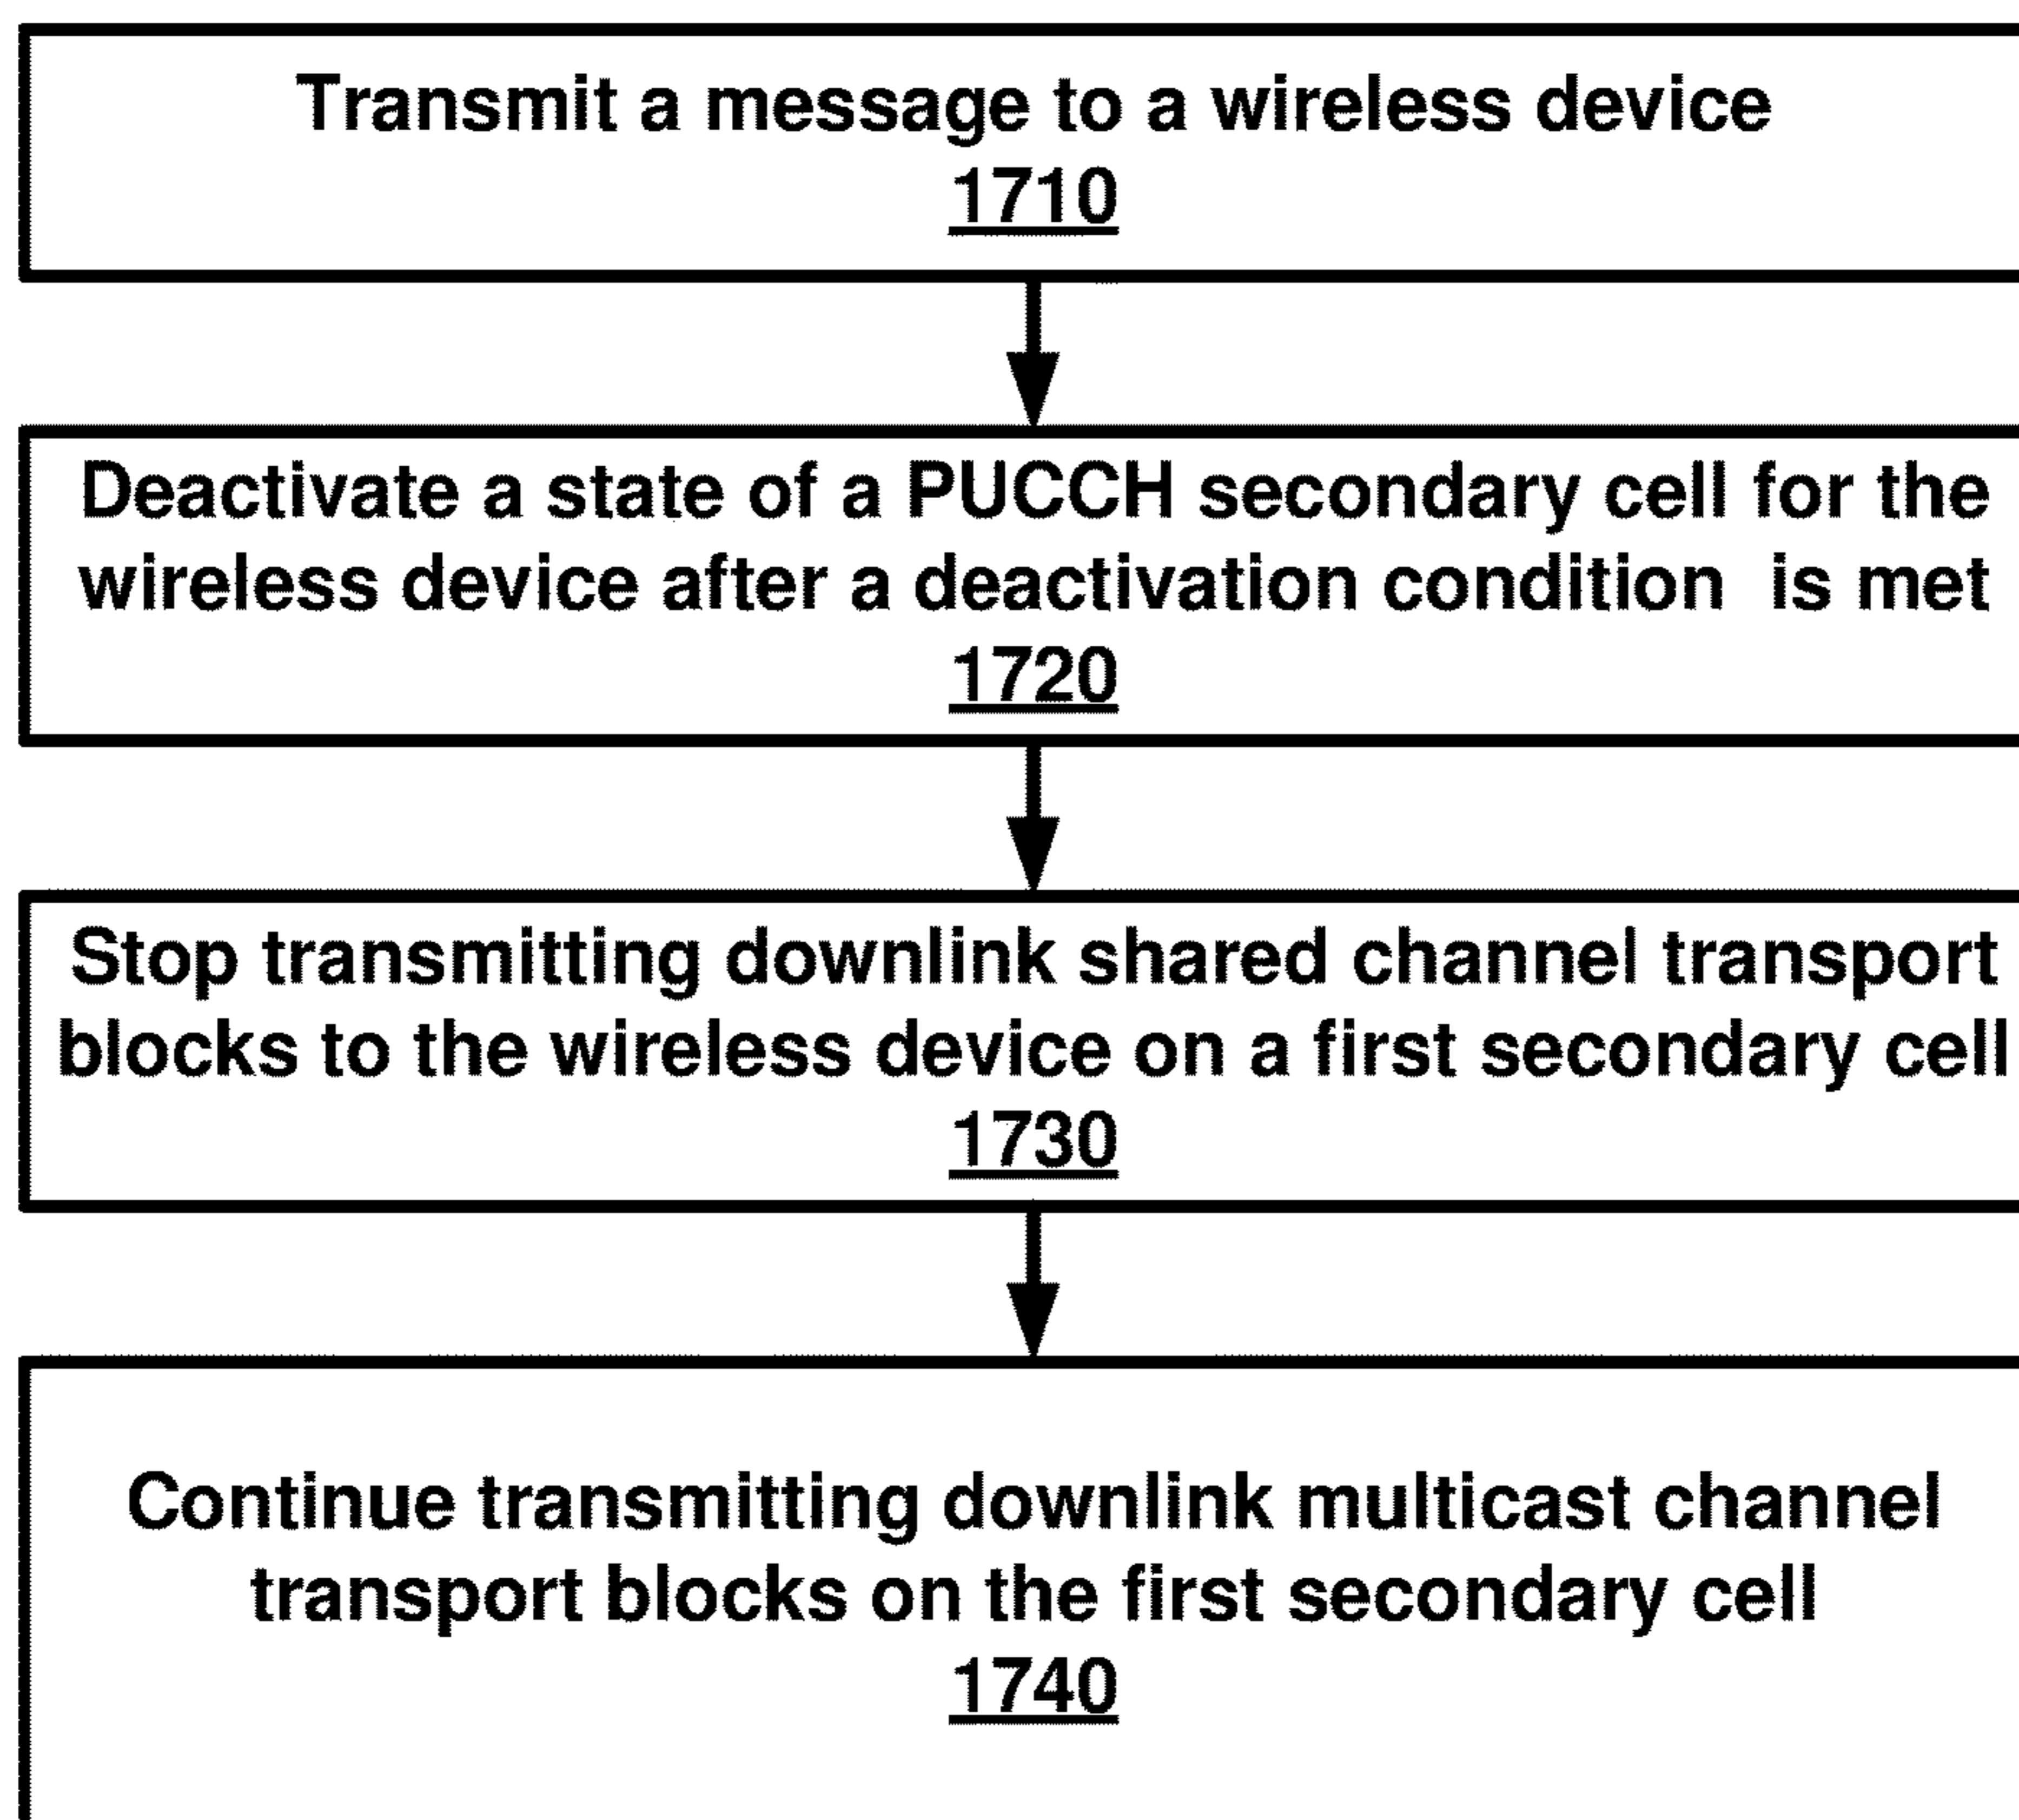 Transmit a message to a wireless device
1710
Deactivate a state of a PUCCH secondary cell for the
wireless device after a deactivation condition is met
1720
Stop transmitting downlink shared channel transport
blocks to the wireless device on a first secondary cell
1730
Continue transmitting downlink multicast channel
transport blocks on the first secondary cell
1740